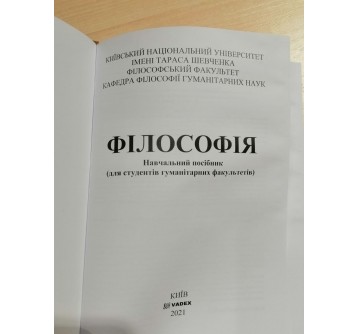 КИЇВСЬКИЙ НАЦІОНАЛЬНИЙ УНІВЕРСИТЕТ
ІМЕНІ ТАРАСА ШЕВЧЕНКА
ФІЛОСОФСЬКИЙ ФАКУЛЬТЕТ
КАФЕДРА ФІЛОСОФІЇ ГУМАНІТАРНИХ НАУК
ФІЛОСОФІЯ
Навчальний посібник
(для студентів гуманітарних факультетів)
КИЇВ
VADEX
2021